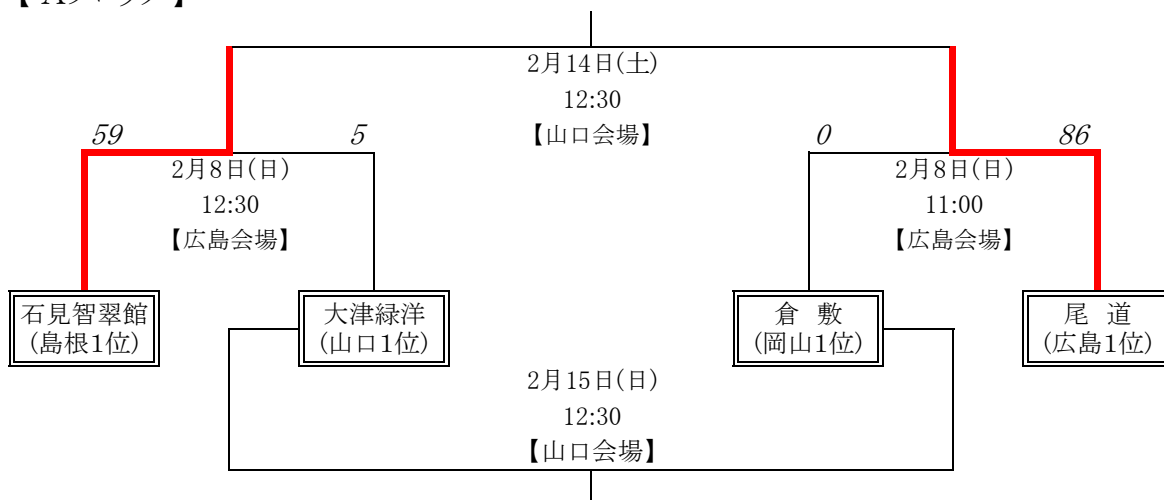 2月14日(土)
12:30
【山口会場】
59
5
0
86
2月8日(日)
12:30
【広島会場】
2月8日(日)
11:00
【広島会場】
石見智翠館
(島根1位)
大津緑洋
(山口1位)
倉 敷
(岡山1位)
尾 道
(広島1位)
2月15日(日)
12:30
【山口会場】